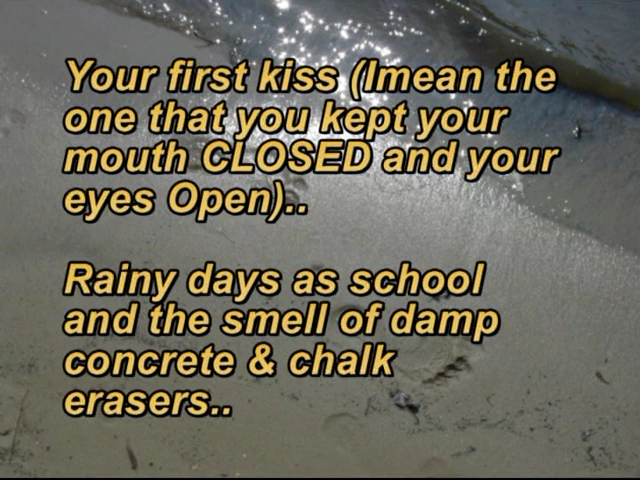 Your first kiss (Imean the
one that you kept your
mouth CLOSED and your
eyes Open)..
Rainy days as school
and the smell of damp
concrete & chalk
erasers..